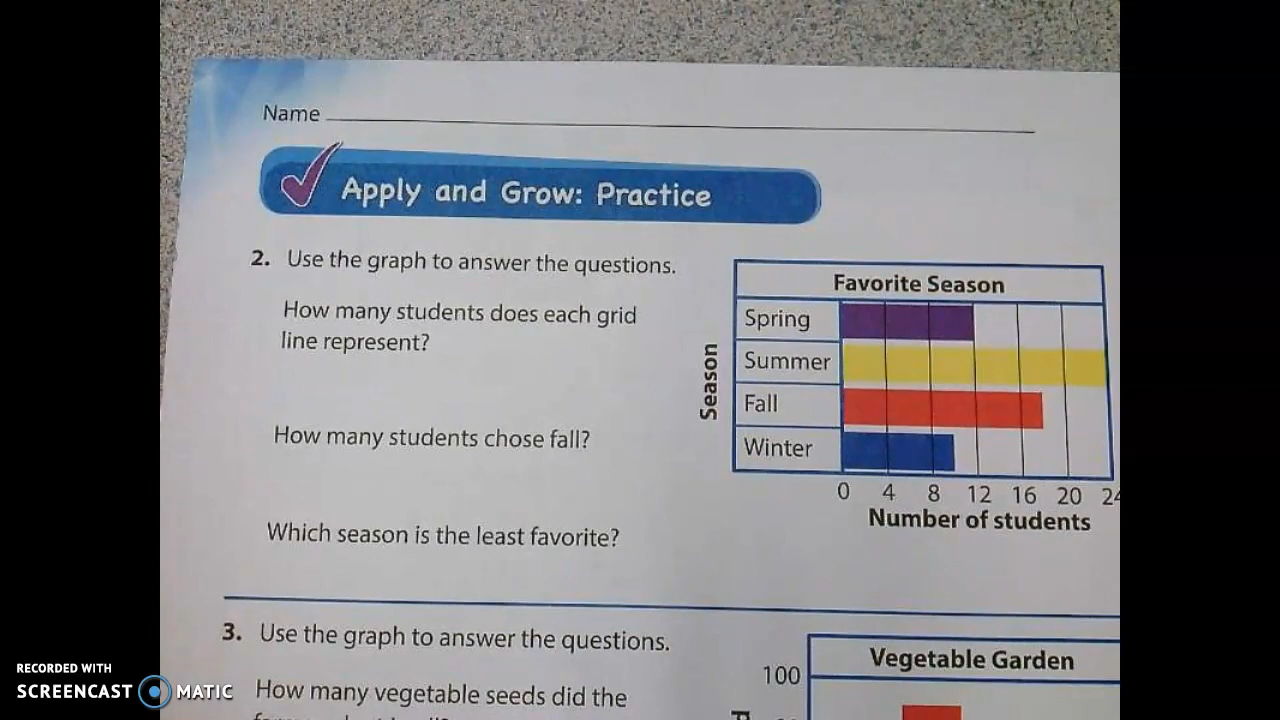 Name
Apply and Grow: Practice
2. Use the graph to answer the questions.
How many students does each grid
line represent?
How many students chose fall?
Which season is the least favorite?
Favorite Season
Season
Spring
Summer
Fall
Winter
0 4 8 12 16 20 24
Number of students
3. Use the graph to answer the questions.
How many vegetable seeds did the
Vegetable Garden
100
RECORDED WITH
SCREENCAST MATIC